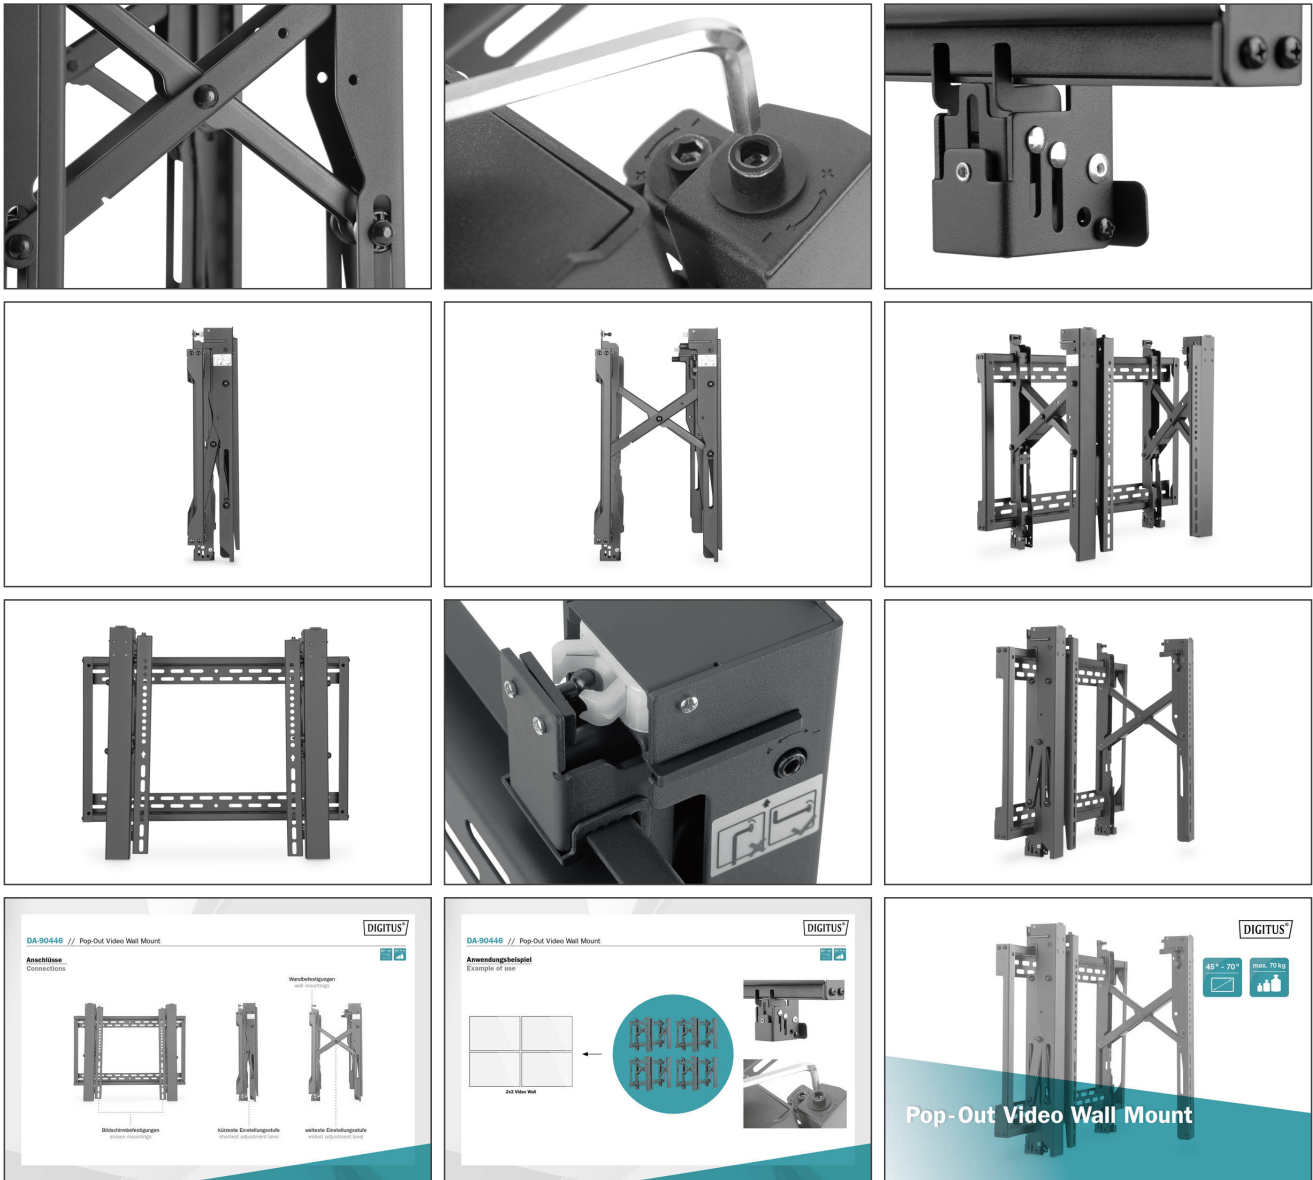 DIGITUS®
DA-90446 // Pop-Out Video Wall Mount
Anschlüsse
Connections
Wandbefestigungen
wall mountings
Bildschirmbefestigungen
screen mountings
kürzeste Einstellungsstufe
shortest adjustment level
weiteste Einstellungsstufe
widest adjustment level
DIGITUS®
DA-90446 // Pop-Out Video Wall Mount
Anwendungsbeispiel
Example of use
2x2 Video Wall
DIGITUS®
45" - 70"
max. 70 kg
Pop-Out Video Wall Mount